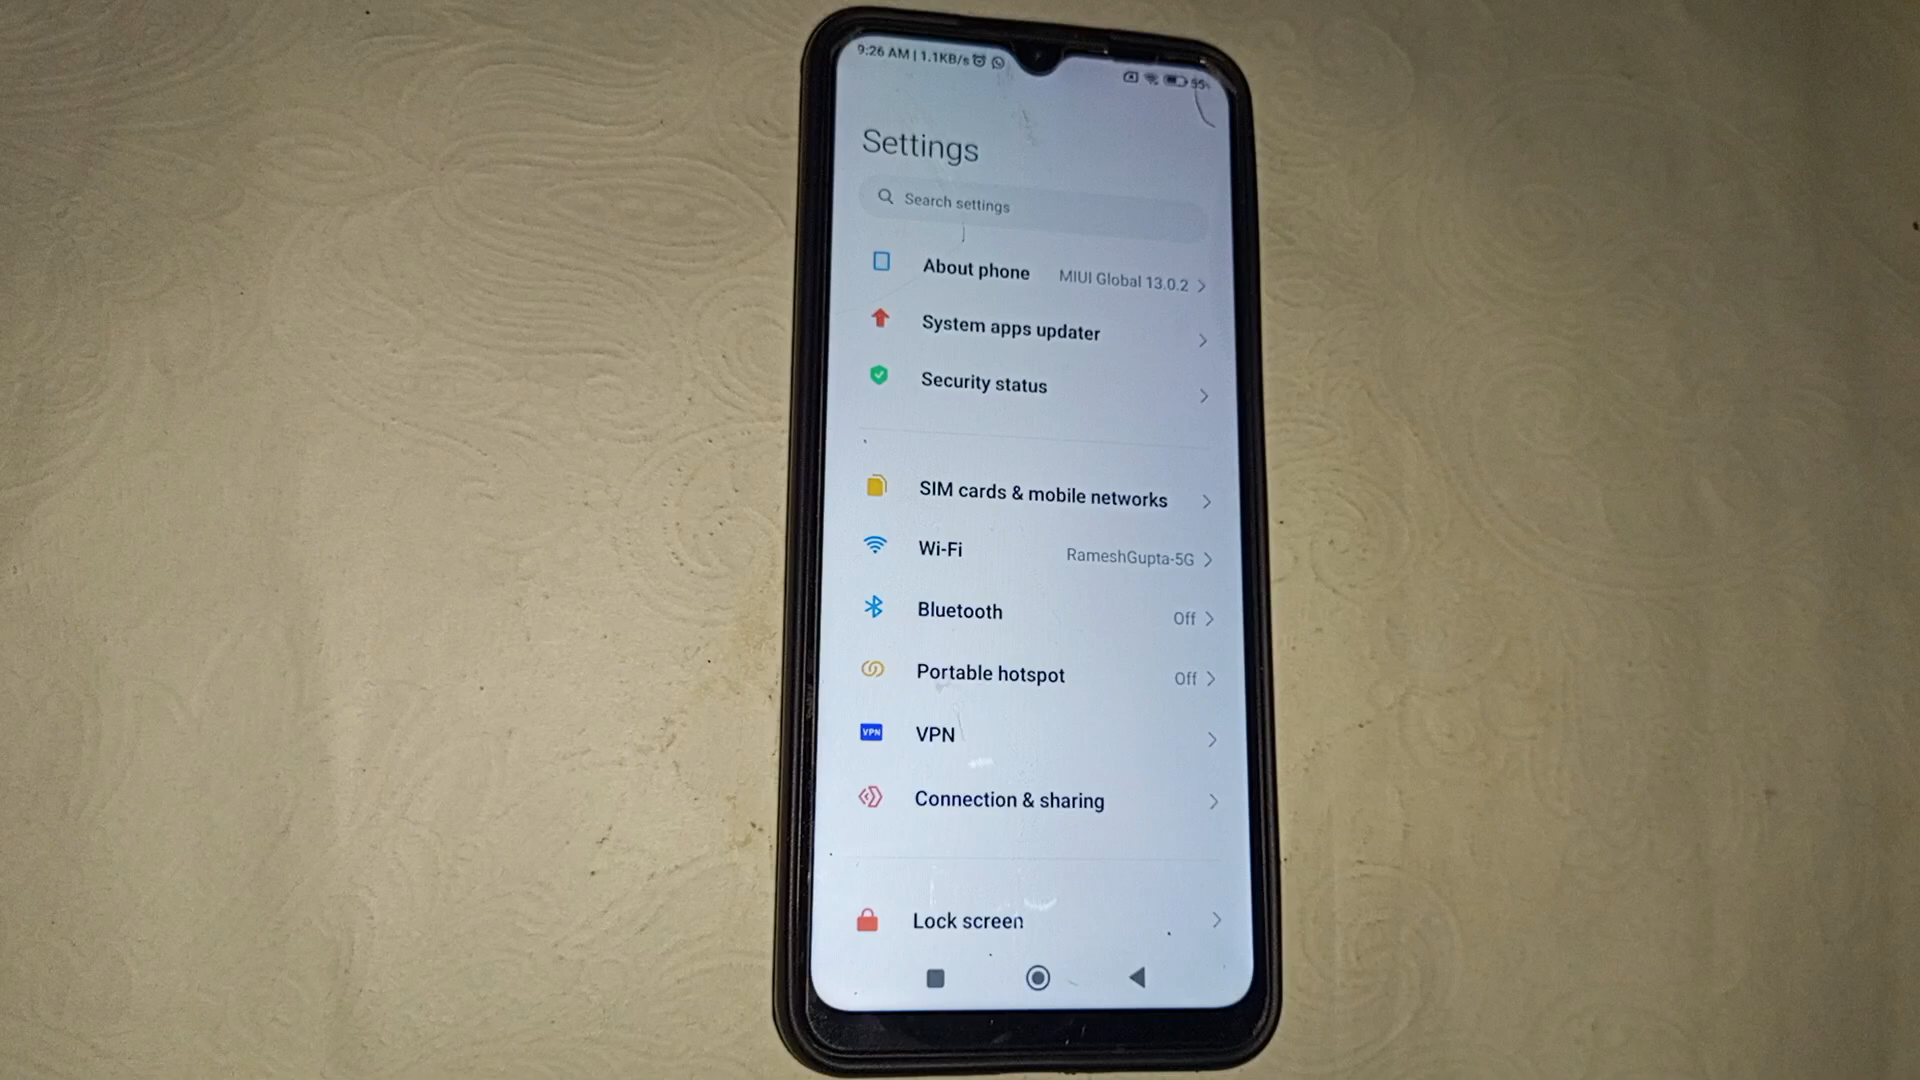 9:26 AM | 1.1KB/s
55%
Settings
Search settings
About phone MIUI Global 13.0.2
System apps updater
Security status
SIM cards & mobile networks
Wi-Fi RameshGupta-5G
Bluetooth Off
Portable hotspot Off
VPN VPN
Connection & sharing
Lock screen